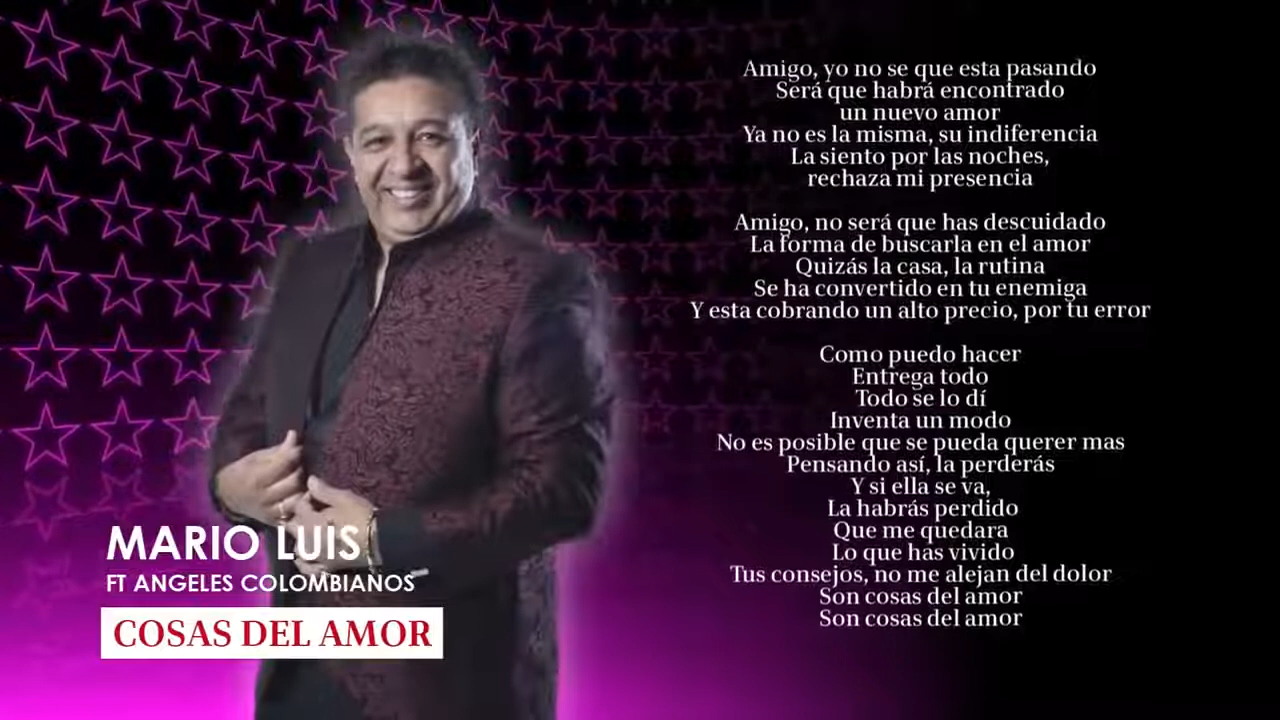 MARIO LUIS
FT ANGELES COLOMBIANOS
COSAS DEL AMOR
Amigo, yo no se que esta pasando
Será que habrá encontrado
un nuevo amor
Ya no es la misma, su indiferencia
La siento por las noches,
rechaza mi presencia
Amigo, no será que has descuidado
La forma de buscarla en el amor
Quizás la casa, la rutina
Se ha convertido en tu enemiga
Y esta cobrando un alto precio, por tu error
Como puedo hacer
Entrega todo
Todo se lo dí
Inventa un modo
No es posible que se pueda querer mas
Pensando así, la perderás
Y si ella se va,
La habrás perdido
Que me quedara
Lo que has vivido
Tus consejos, no me alejan del dolor
Son cosas del amor
Son cosas del amor